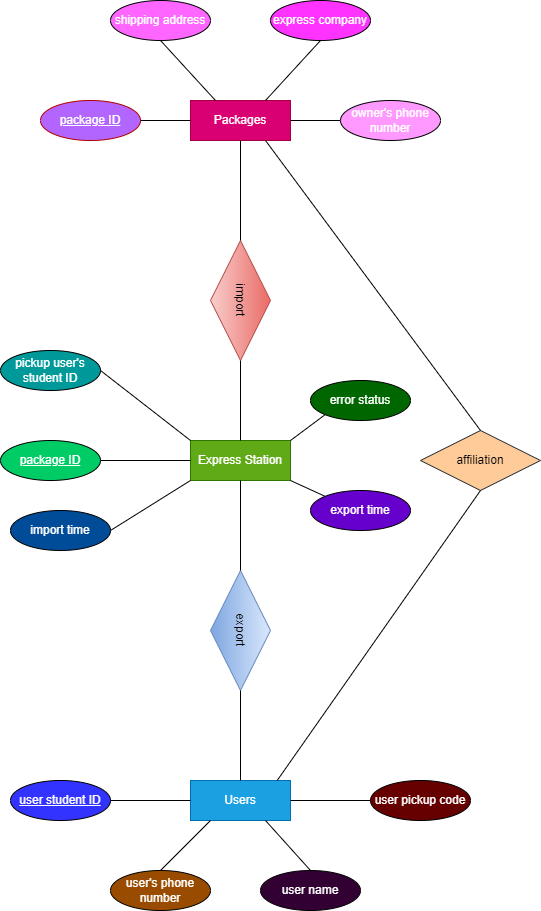 shipping address
express company
package ID
Packages
owner's phone
number
import
pickup user's
student ID
error status
package ID
Express Station
affiliation
import time
export time
export
user student ID
Users
user pickup code
user's phone
number
user name